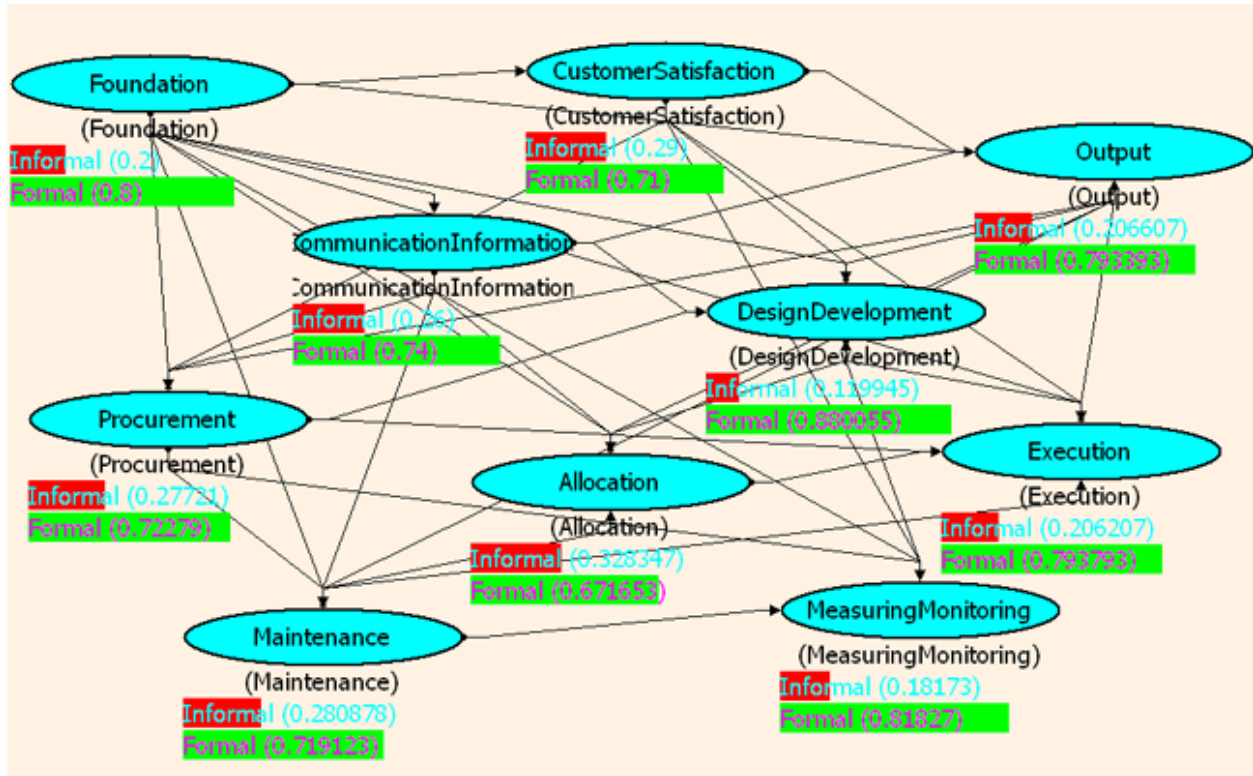 Foundation
(Foundation)
Informal (0.2)
Formal (0.8)
CustomerSatisfaction
(CustomerSatisfaction)
Informal (0.29)
Formal (0.71)
Output
(Output)
Informal (0.206607)
Formal (0.793393)
ommunicationInformation
ommunicationInformation
Informal (0.26)
Formal (0.74)
DesignDevelopment
(DesignDevelopment)
Informal (0.119945)
Formal (0.880055)
Procurement
(Procurement)
Informal (0.27721)
Formal (0.72279)
Allocation
(Allocation)
Informal (0.328347)
Formal (0.671653)
Execution
(Execution)
Informal (0.206207)
Formal (0.793793)
Maintenance
(Maintenance)
Informal (0.280878)
Formal (0.719123)
MeasuringMonitoring
(MeasuringMonitoring)
Informal (0.18173)
Formal (0.81827)